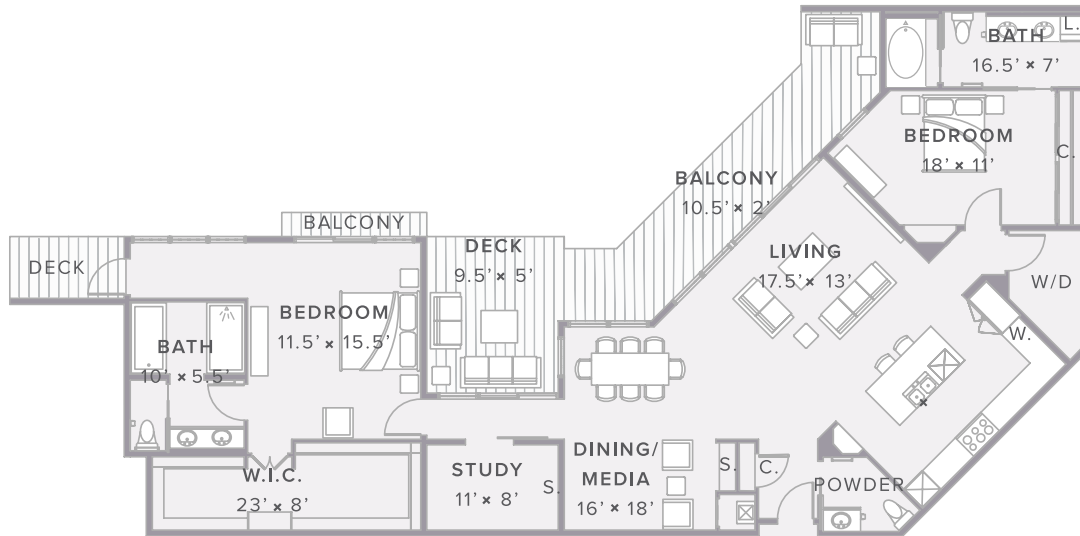 L.
BATH
16.5' × 7'
BEDROOM
18' × 11'
C.
BALCONY
10.5' × 2'
BALCONY
DECK
9.5' × 5'
DECK
LIVING
17.5' × 13'
W/D
BEDROOM
11.5' × 15.5'
W.
BATH
10' × 5.5'
×
DINING/
MEDIA
16' × 18'
S.
C.
W.I.C.
23' × 8'
STUDY
11' × 8'
S.
POWDER